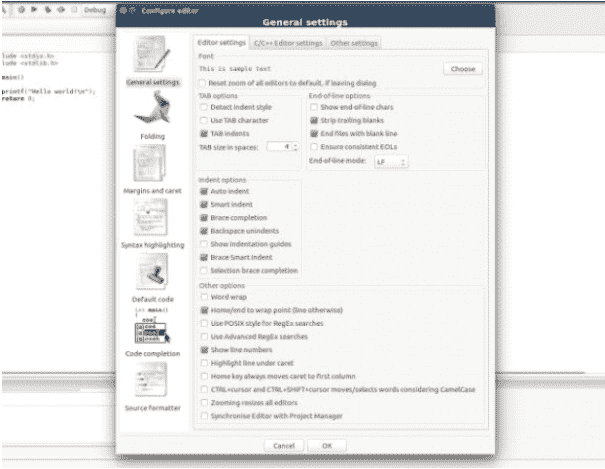 Debug
Configure editor
General settings
lude <stdio.h>
lude <stdlib.h>
main()
printf("Hello world!\n");
return 0;
General settings
Folding
Margins and caret
Syntax highlighting
Default code
Code completion
Source formatter
Editor settings
C/C++ Editor settings
Other settings
Font
This is sample text
Choose
Reset zoom of all editors to default, if leaving dialog
TAB options
Detect indent style
Use TAB character
TAB indents
TAB size in spaces: 4
End-of-line options
Show end-of-line chars
Strip trailing blanks
End files with blank line
Ensure consistent EOLs
End-of-line mode: LF
Indent options
Auto indent
Smart indent
Brace completion
Backspace unindents
Show indentation guides
Brace Smart Indent
Selection brace completion
Other options
Word wrap
Home/end to wrap point (line otherwise)
Use POSIX style for RegEx searches
Use Advanced RegEx searches
Show line numbers
Highlight line under caret
Home key always moves caret to first column
CTRL+cursor and CTRL+SHIFT+cursor moves/selects words considering CamelCase
Zooming resizes all editors
Synchronise Editor with Project Manager
Cancel
OK